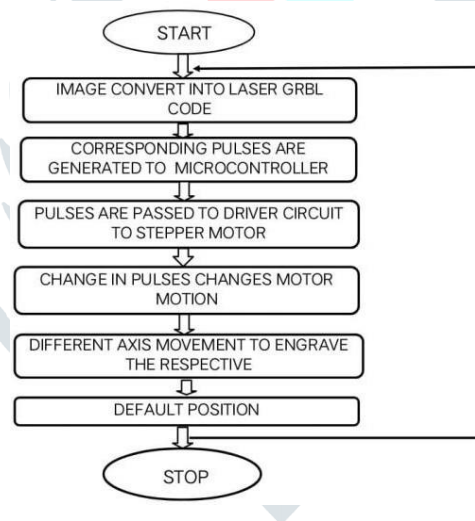 START
IMAGE CONVERT INTO LASER GRBL
CODE
CORRESPONDING PULSES ARE
GENERATED TO MICROCONTROLLER
PULSES ARE PASSED TO DRIVER CIRCUIT
TO STEPPER MOTOR
CHANGE IN PULSES CHANGES MOTOR
MOTION
DIFFERENT AXIS MOVEMENT TO ENGRAVE
THE RESPECTIVE
DEFAULT POSITION
STOP